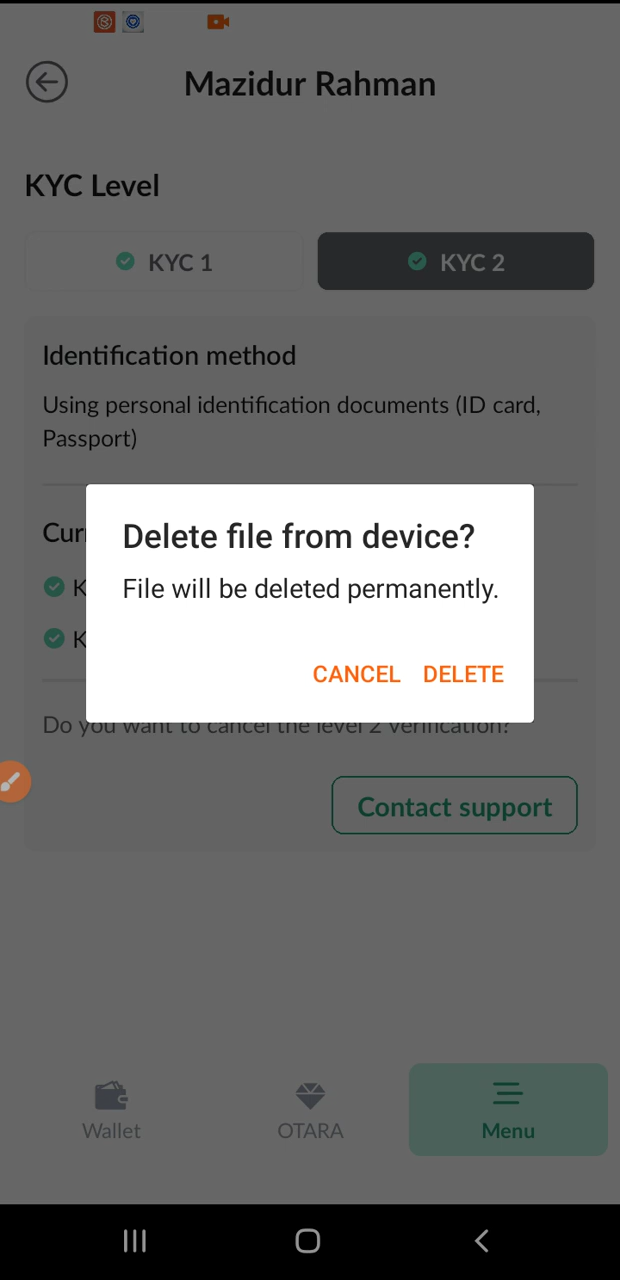 Mazidur Rahman
KYC Level
KYC 1
KYC 2
Identification method
Using personal identification documents (ID card,
Passport)
Delete file from device?
File will be deleted permanently.
CANCEL
DELETE
Do you want to cancel the level 2 verification?
Contact support
Wallet
OTARA
Menu